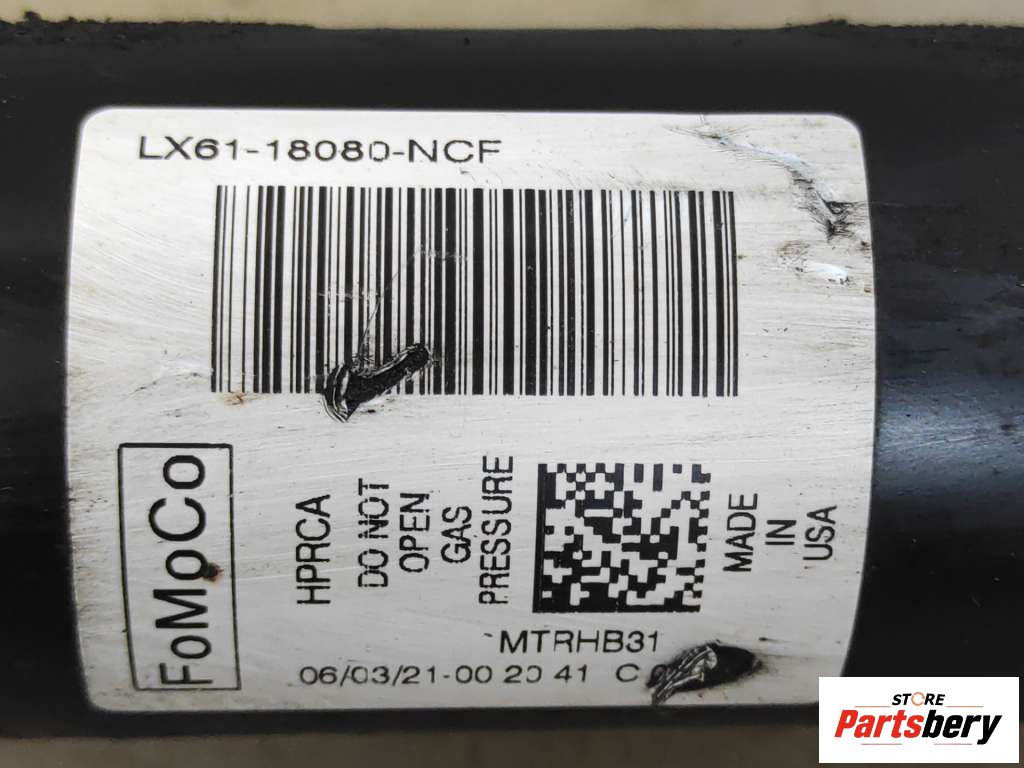 LX61-18080-NCF
FoMoCo
HPRCA
DO NOT
OPEN
GAS
PRESSURE
MADE
IN
USA
MTRHB31
06/03/21-00 20 41 C
STORE
Partsbery